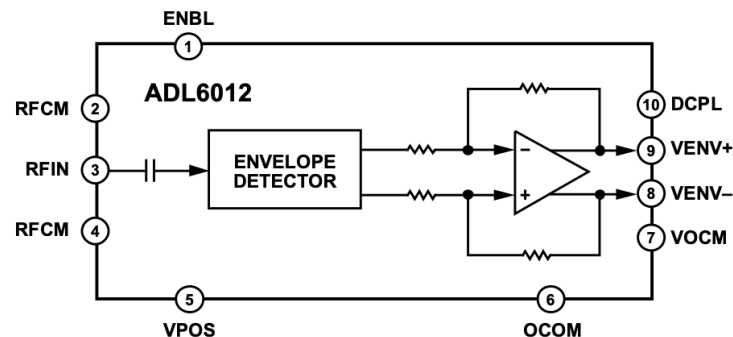 ENBL
1
ADL6012
RFCM 2
10 DCPL
RFIN 3
ENVELOPE
DETECTOR
−
+
9 VENV+
8 VENV–
RFCM 4
7 VOCM
5
6
VPOS
OCOM